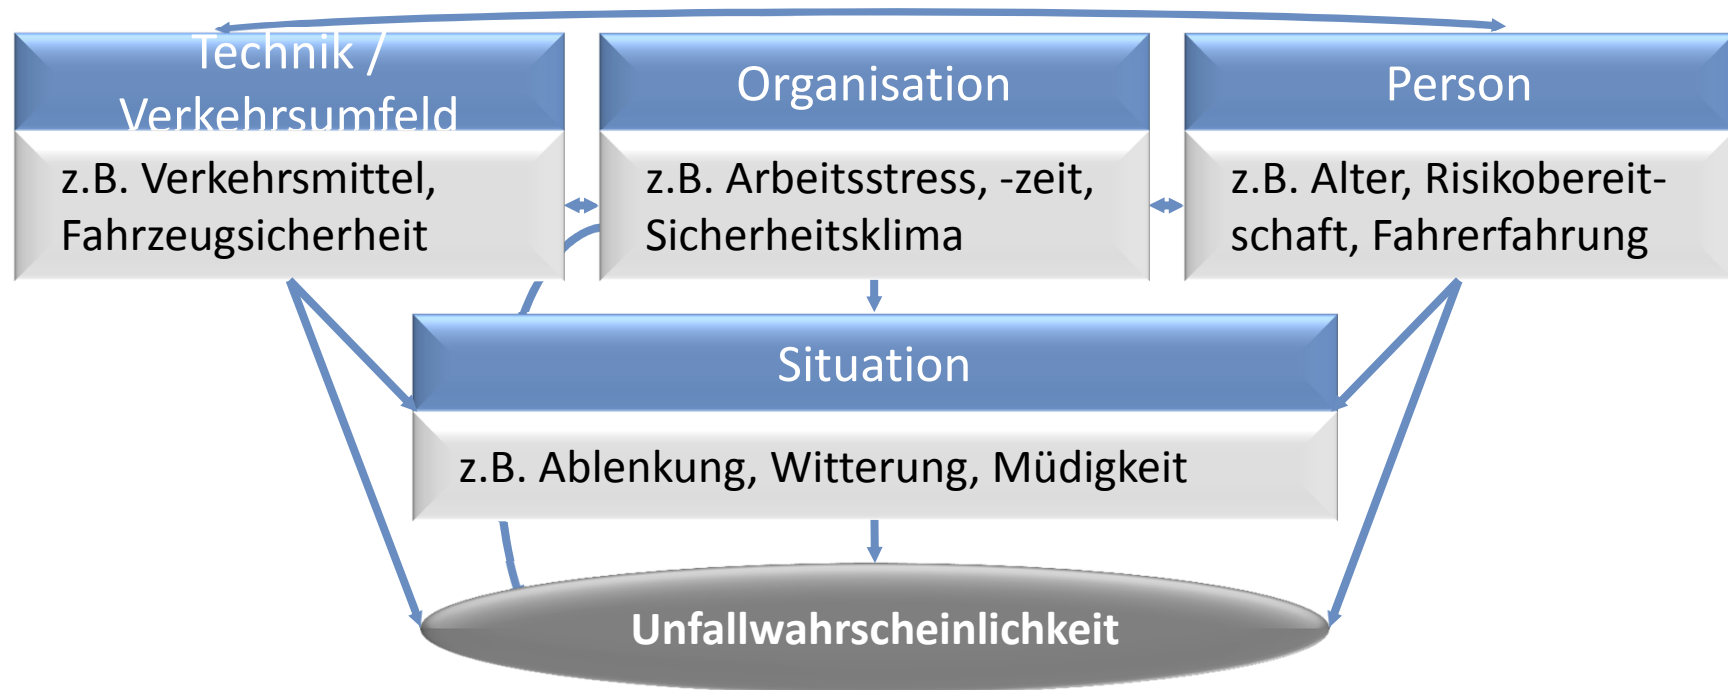 Technik /
Verkehrsumfeld
Organisation
Person
z.B. Verkehrsmittel,
Fahrzeugsicherheit
z.B. Arbeitsstress, -zeit,
Sicherheitsklima
z.B. Alter, Risikobereit-
schaft, Fahrerfahrung
Situation
z.B. Ablenkung, Witterung, Müdigkeit
Unfallwahrscheinlichkeit